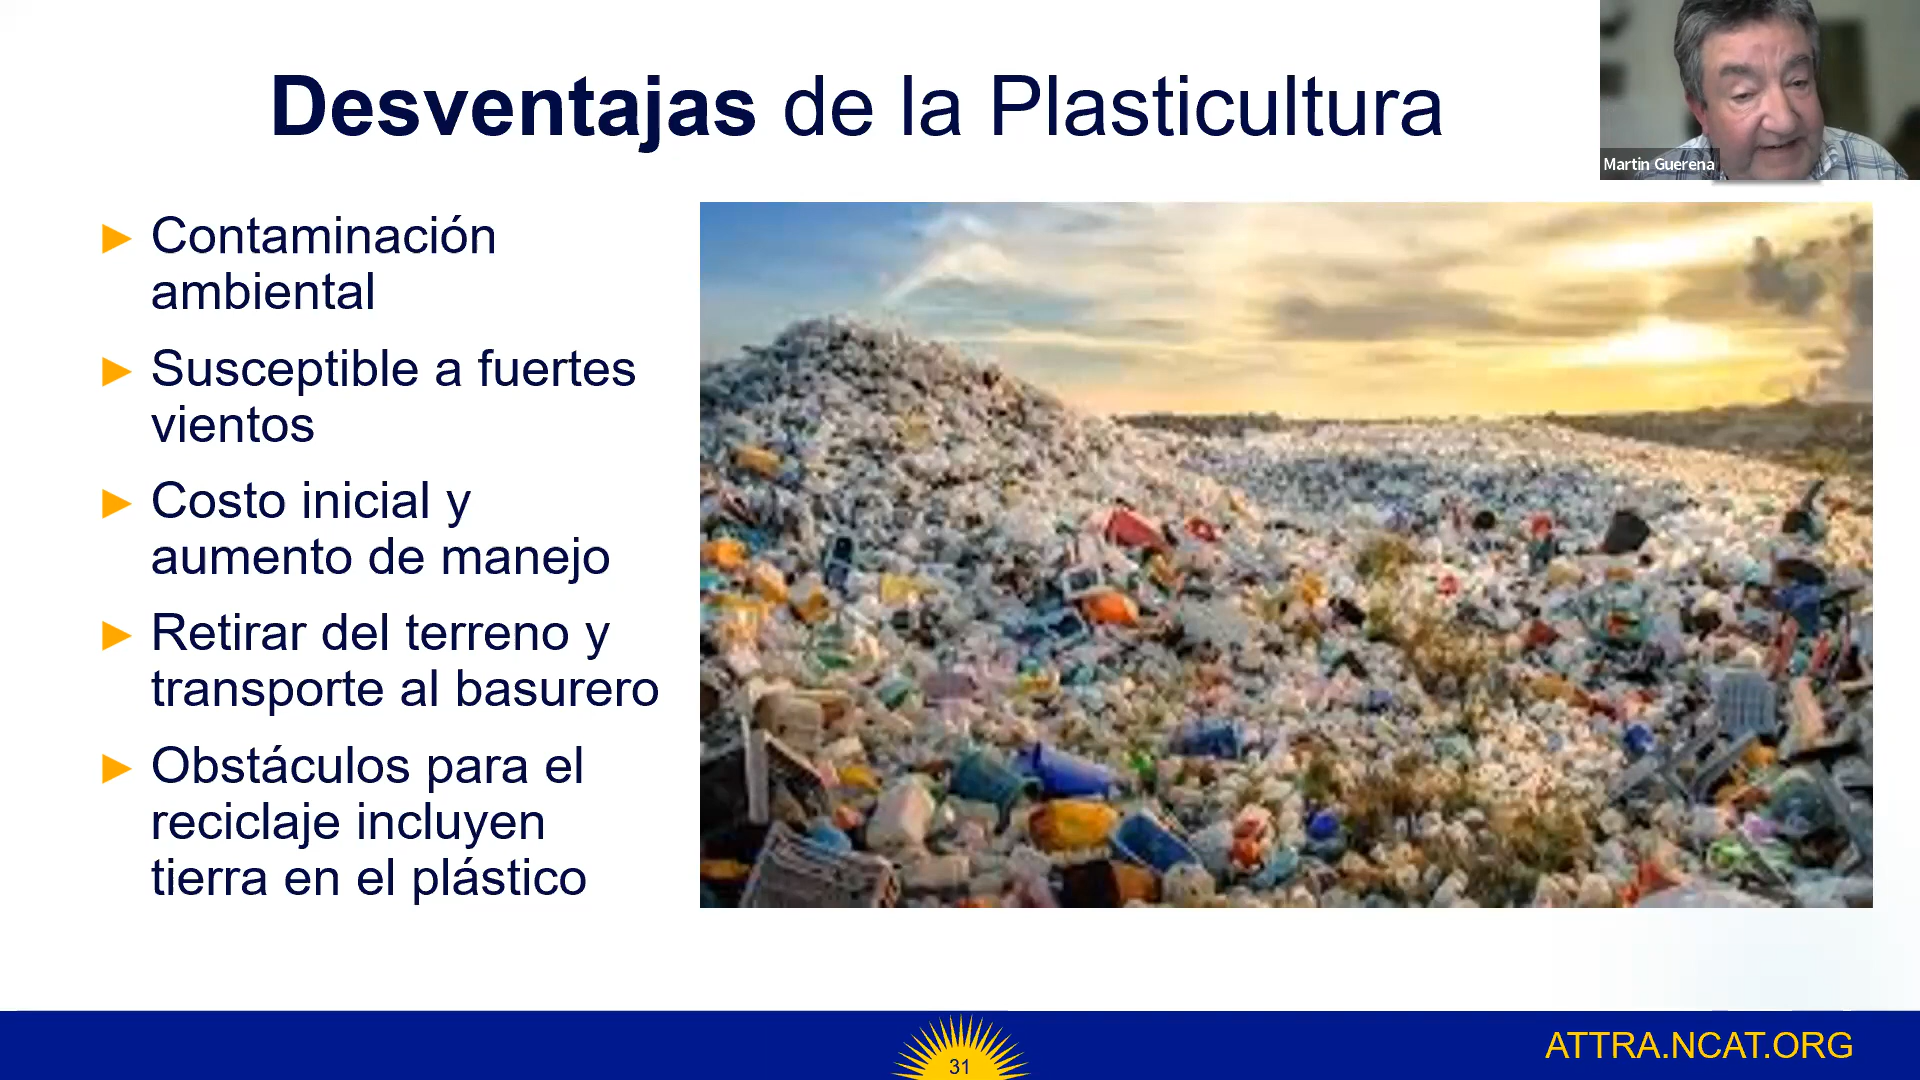 Desventajas de la Plasticultura
Martin Guerena
► Contaminación
ambiental
► Susceptible a fuertes
vientos
► Costo inicial y
aumento de manejo
► Retirar del terreno y
transporte al basurero
► Obstáculos para el
reciclaje incluyen
tierra en el plástico
31
ATTRA.NCAT.ORG